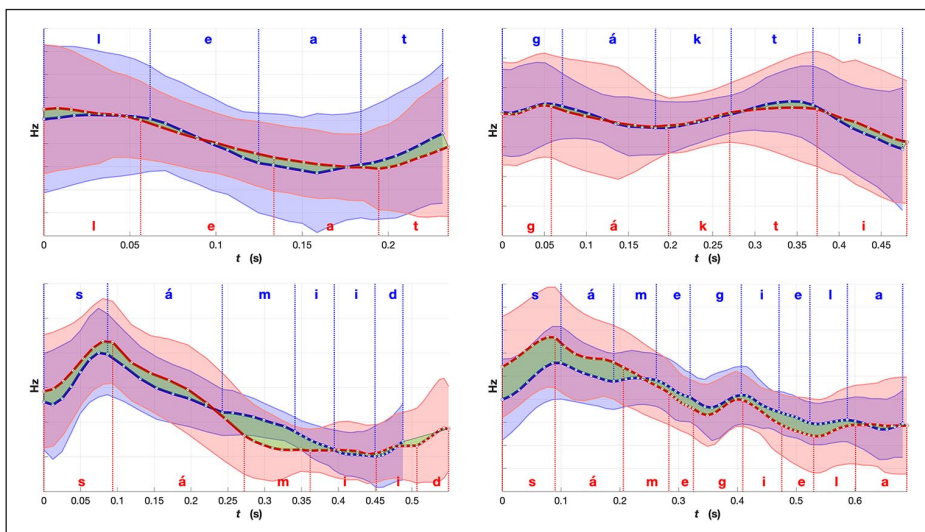 l e a t
Hz
l e a t
0 0.05 0.1 0.15 0.2
t (s)
g á k t i
Hz
g á k t i
0 0.05 0.1 0.15 0.2 0.25 0.3 0.35 0.4 0.45
t (s)
s á m i i d
Hz
s á m i i d
0 0.05 0.1 0.15 0.2 0.25 0.3 0.35 0.4 0.45 0.5
t (s)
s á m e g i e l a
Hz
s á m e g i e l a
0 0.1 0.2 0.3 0.4 0.5 0.6
t (s)